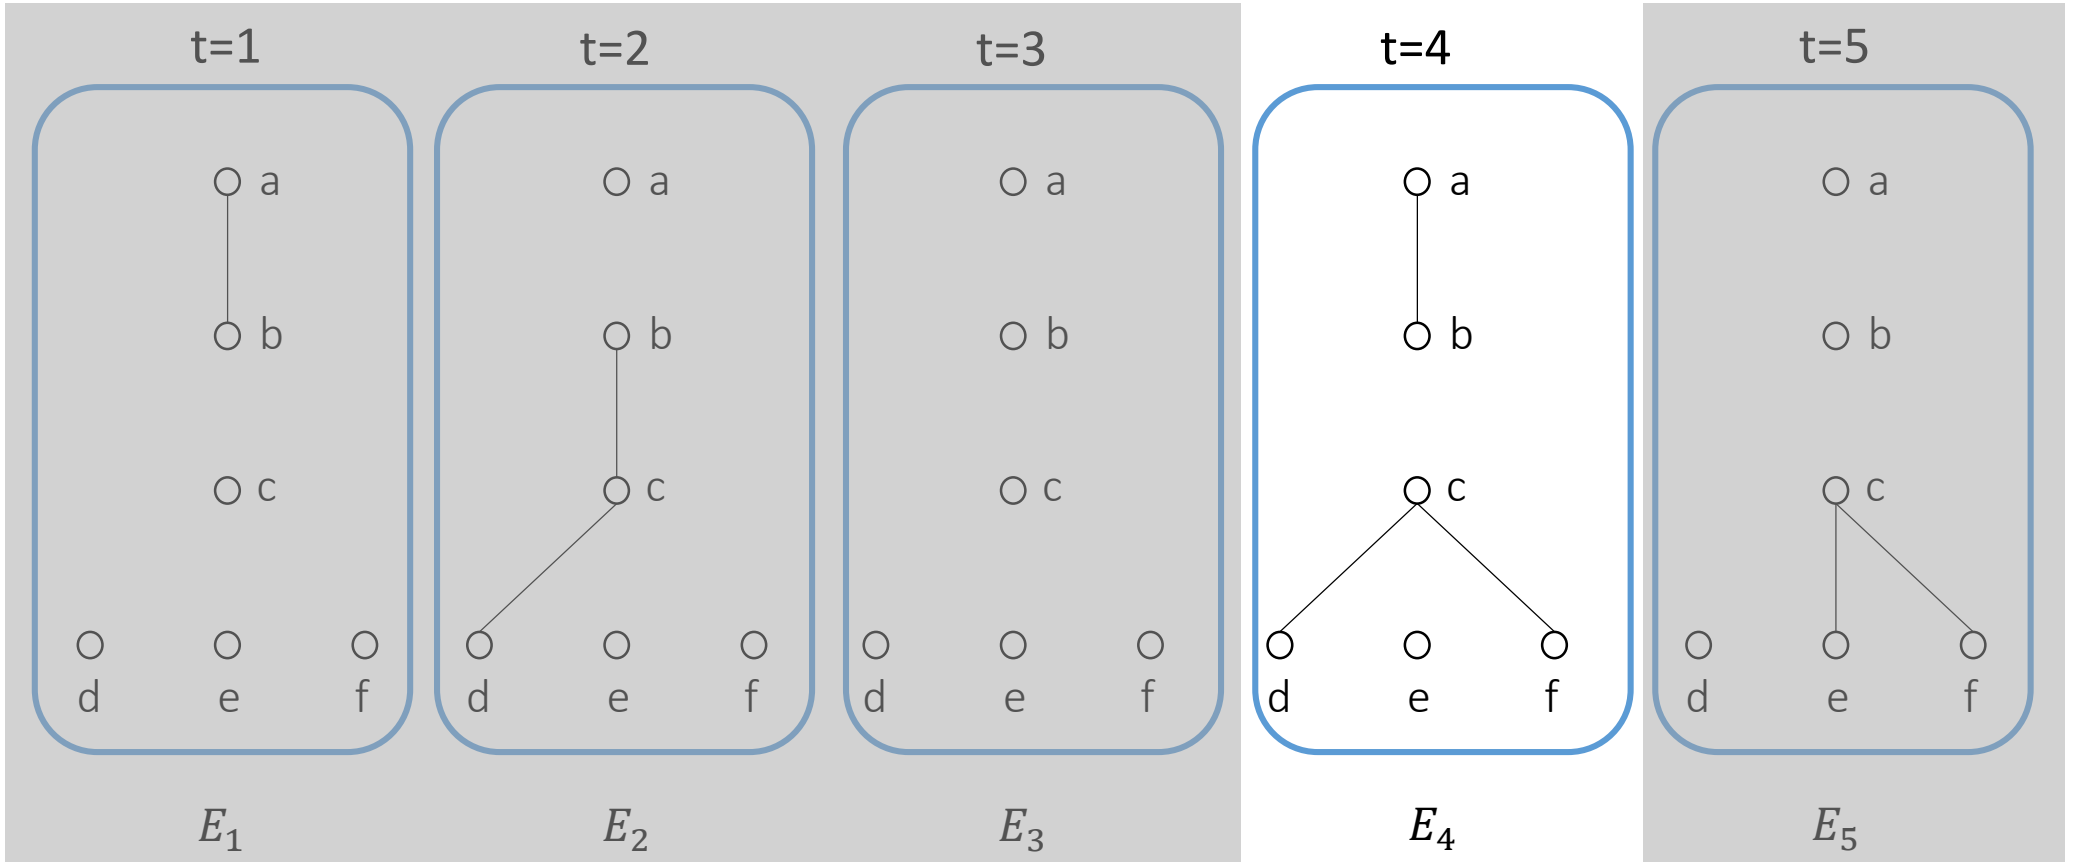 t=1 t=2 t=3 t=4 t=5
a a a a a
b b b b b
c c c c c
d e f d e f d e f d e f d e f
E₁ E₂ E₃ E₄ E₅